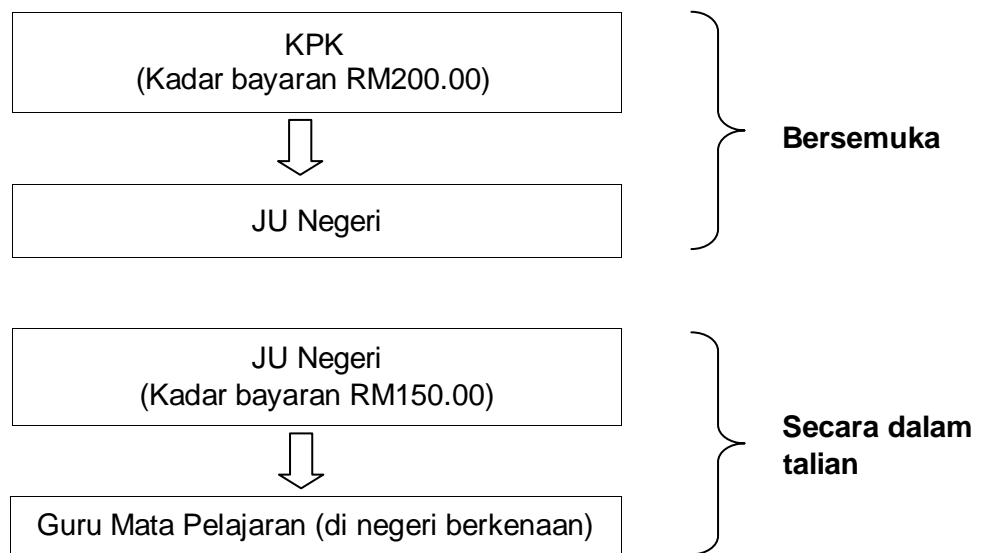 KPK
(Kadar bayaran RM200.00)
Bersemuka
JU Negeri
JU Negeri
(Kadar bayaran RM150.00)
Secara dalam
talian
Guru Mata Pelajaran (di negeri berkenaan)